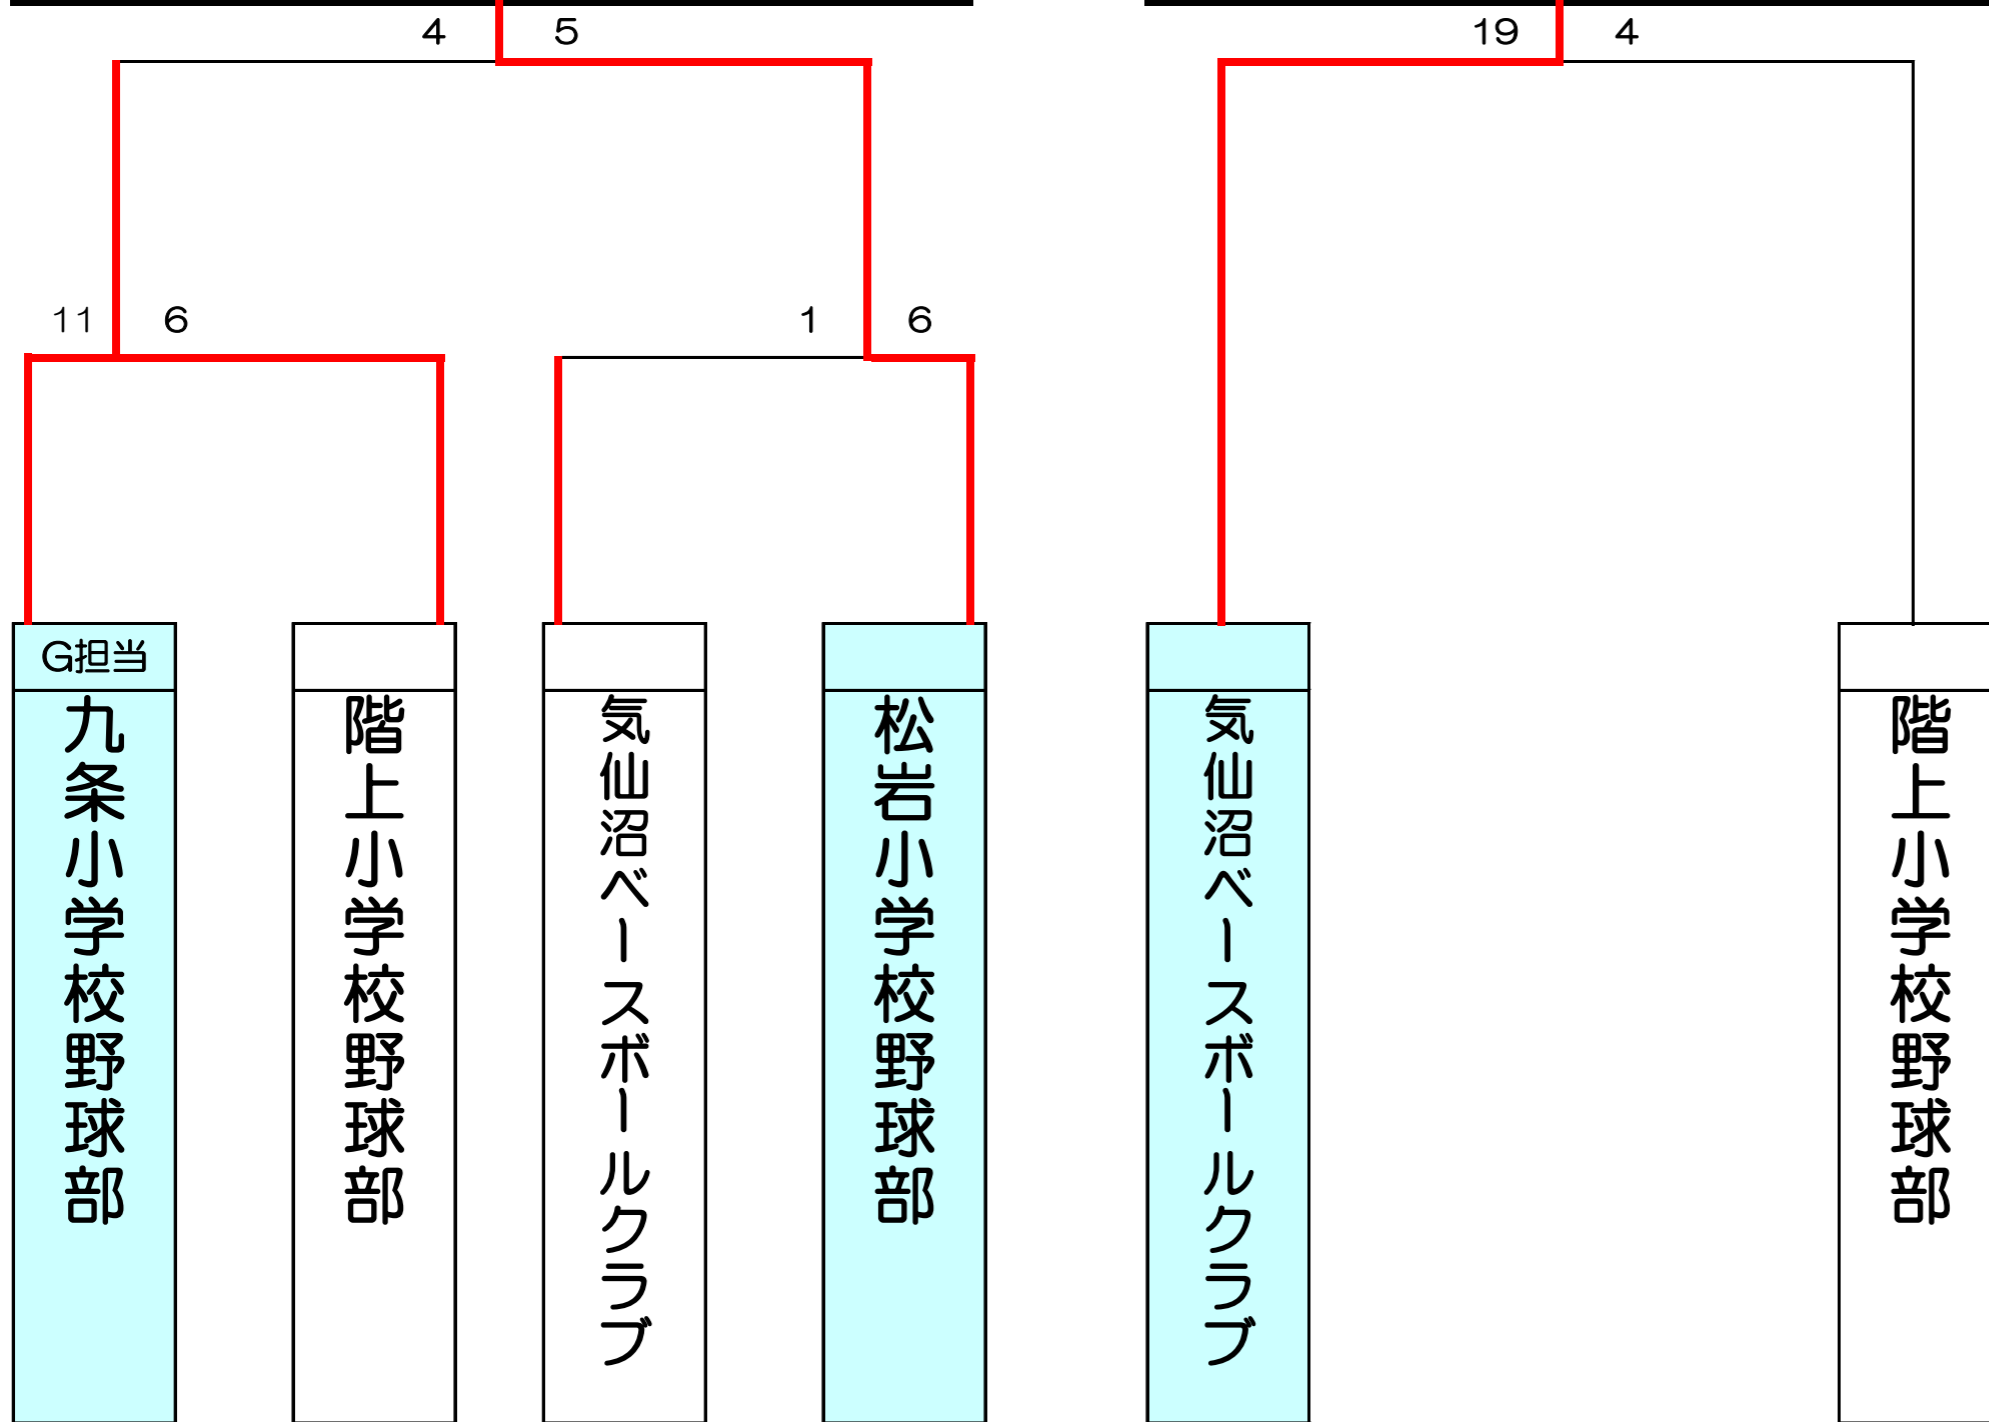 4 5
19 4
11 6
1 6
G担当
九条小学校野球部
階上小学校野球部
気仙沼ベースボールクラブ
松岩小学校野球部
気仙沼ベースボールクラブ
階上小学校野球部